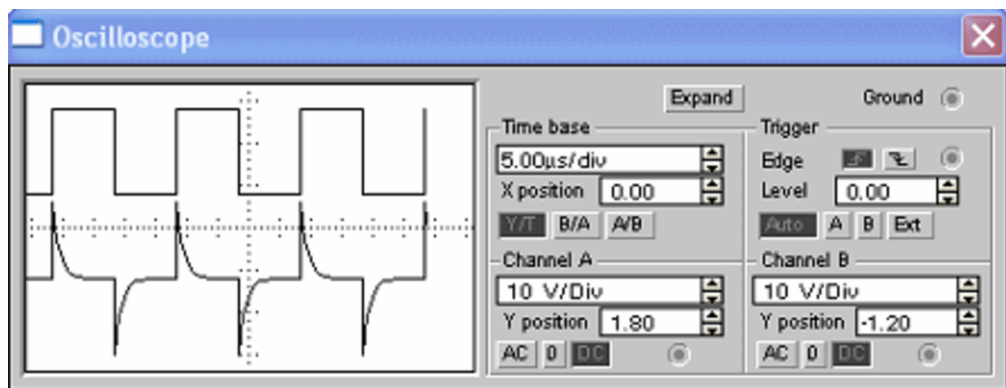 Oscilloscope
Expand
Ground
Time base
5.00µs/div
X position 0.00
Y/T B/A A/B
Trigger
Edge
Level 0.00
Auto A B Ext
Channel A
10 V/Div
Y position 1.80
AC 0 DC
Channel B
10 V/Div
Y position -1.20
AC 0 DC